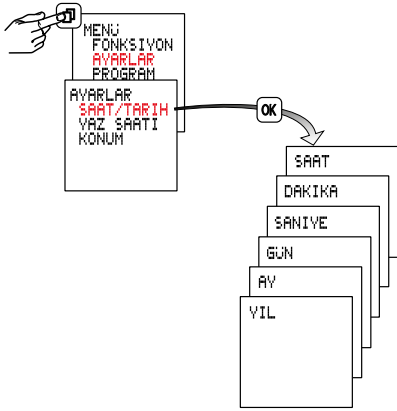 MENÜ
FONKSIYON
AYARLAR
PROGRAM
AYARLAR
SAAT/TARIH
YAZ SAATI
KONUM
OK
SAAT
DAKIKA
SANIYE
GÜN
AY
YIL